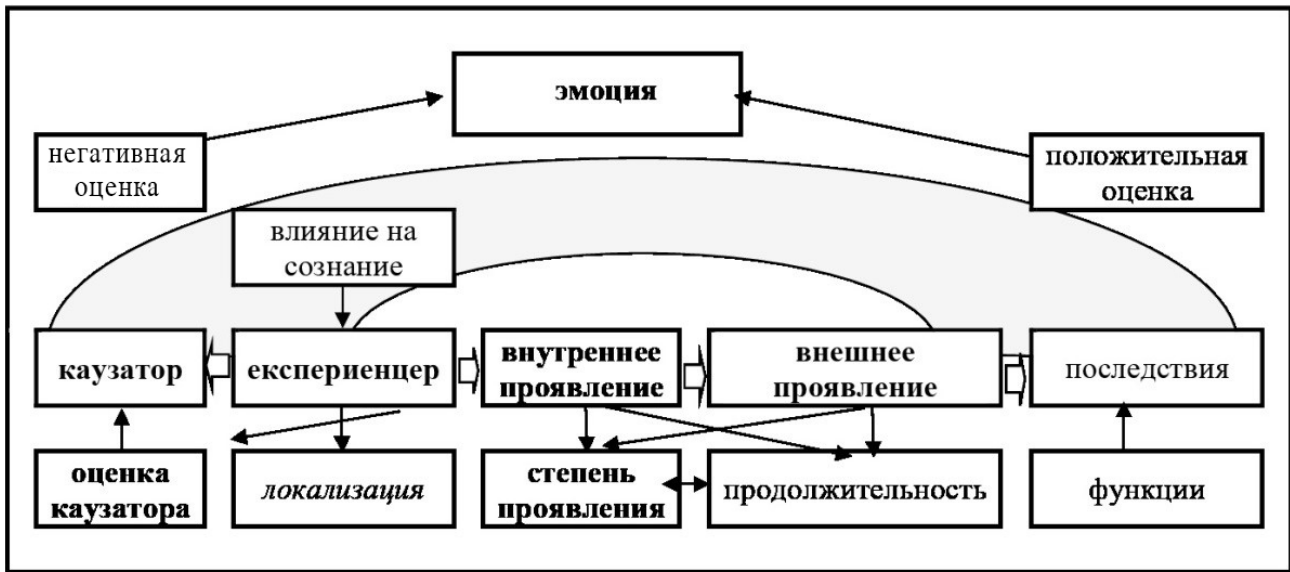 эмоция
негативная
оценка
положительная
оценка
влияние на
сознание
каузатор
експериенцер
внутреннее
проявление
внешнее
проявление
последствия
оценка
каузатора
локализация
степень
проявления
продолжительность
функции